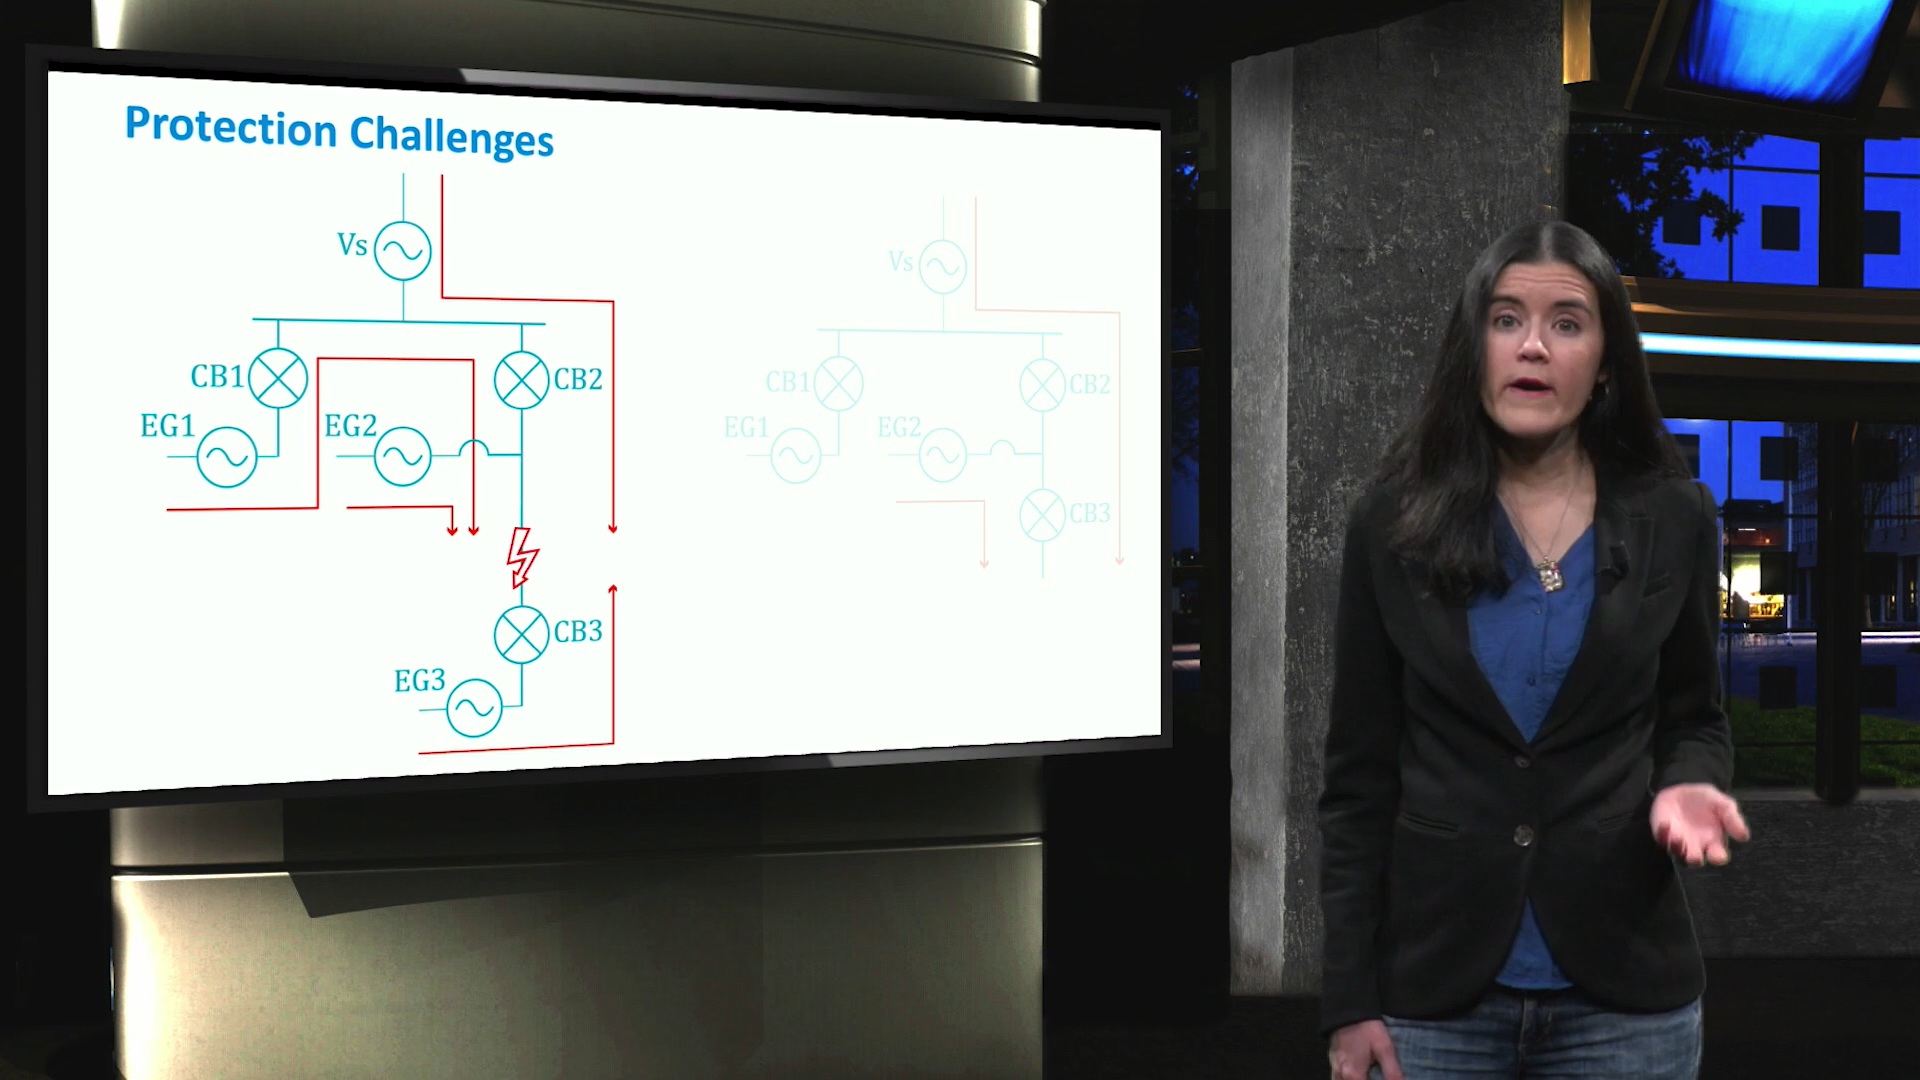 Protection Challenges
Vs
CB1
CB2
EG1
EG2
CB3
EG3
Vs
CB1
CB2
EG1
EG2
CB3